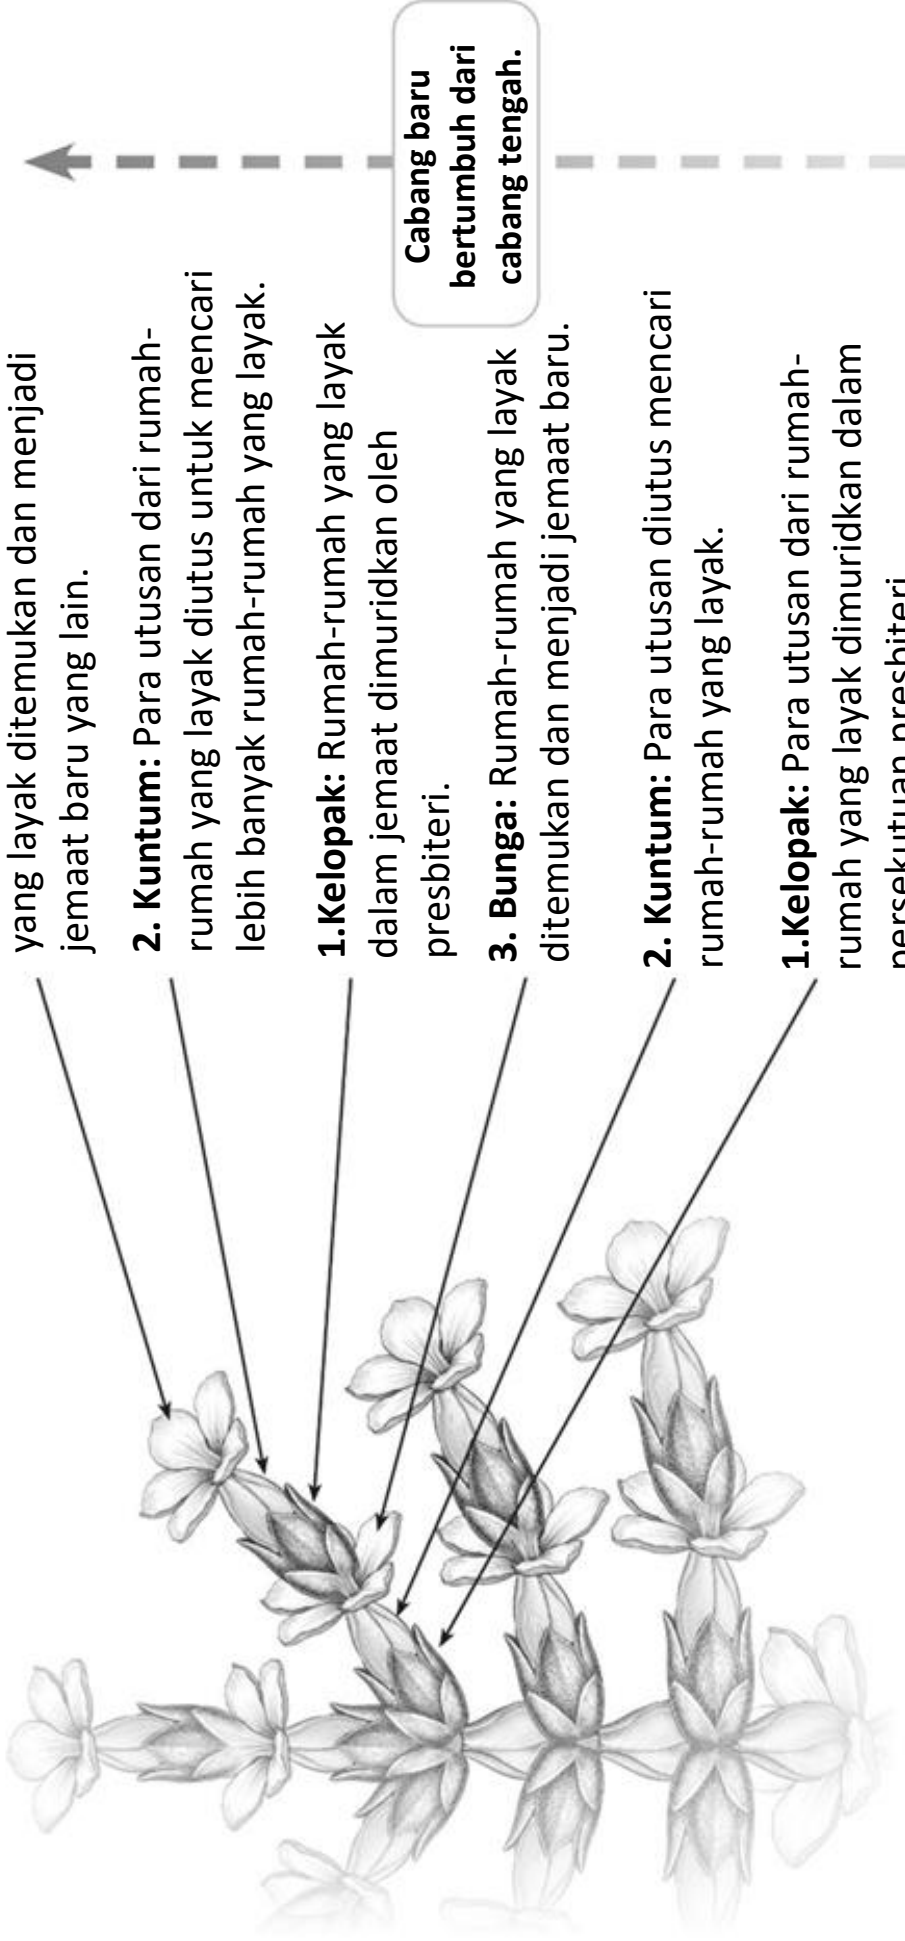 yang layak ditemukan dan menjadi
jemaat baru yang lain.
2. Kuntum: Para utusan dari rumah-
rumah yang layak diutus untuk mencari
lebih banyak rumah-rumah yang layak.
1.Kelopak: Rumah-rumah yang layak
dalam jemaat dimuridkan oleh
presbiteri.
3. Bunga: Rumah-rumah yang layak
ditemukan dan menjadi jemaat baru.
2. Kuntum: Para utusan diutus mencari
rumah-rumah yang layak.
1.Kelopak: Para utusan dari rumah-
rumah yang layak dimuridkan dalam
persekutuan presbiteri
Cabang baru
bertumbuh dari
cabang tengah.